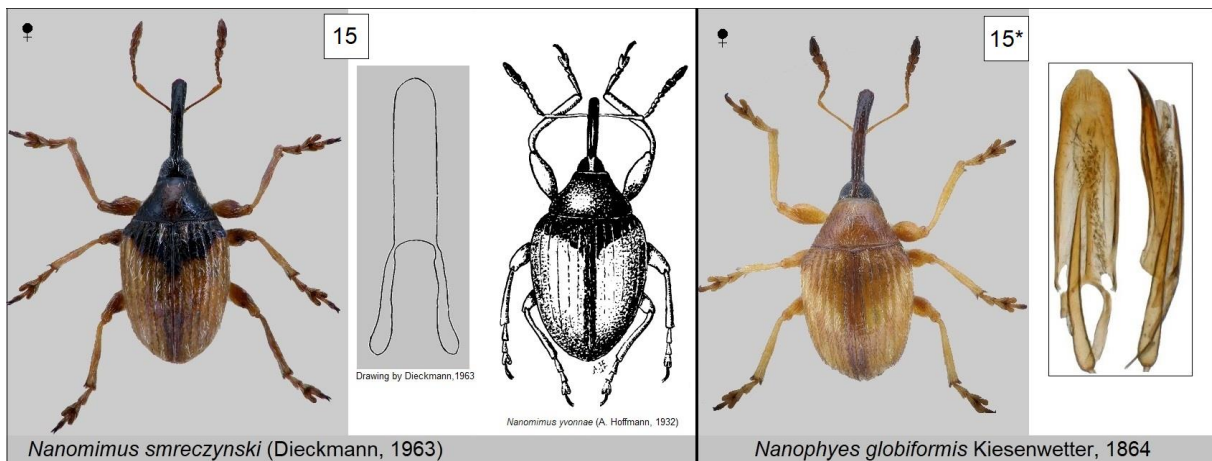 15
Drawing by Dieckmann,1963
Nanomimus yvonnae (A. Hoffmann, 1932)
Nanomimus smreczynski (Dieckmann, 1963)
15*
Nanophyes globiformis Kiesenwetter, 1864